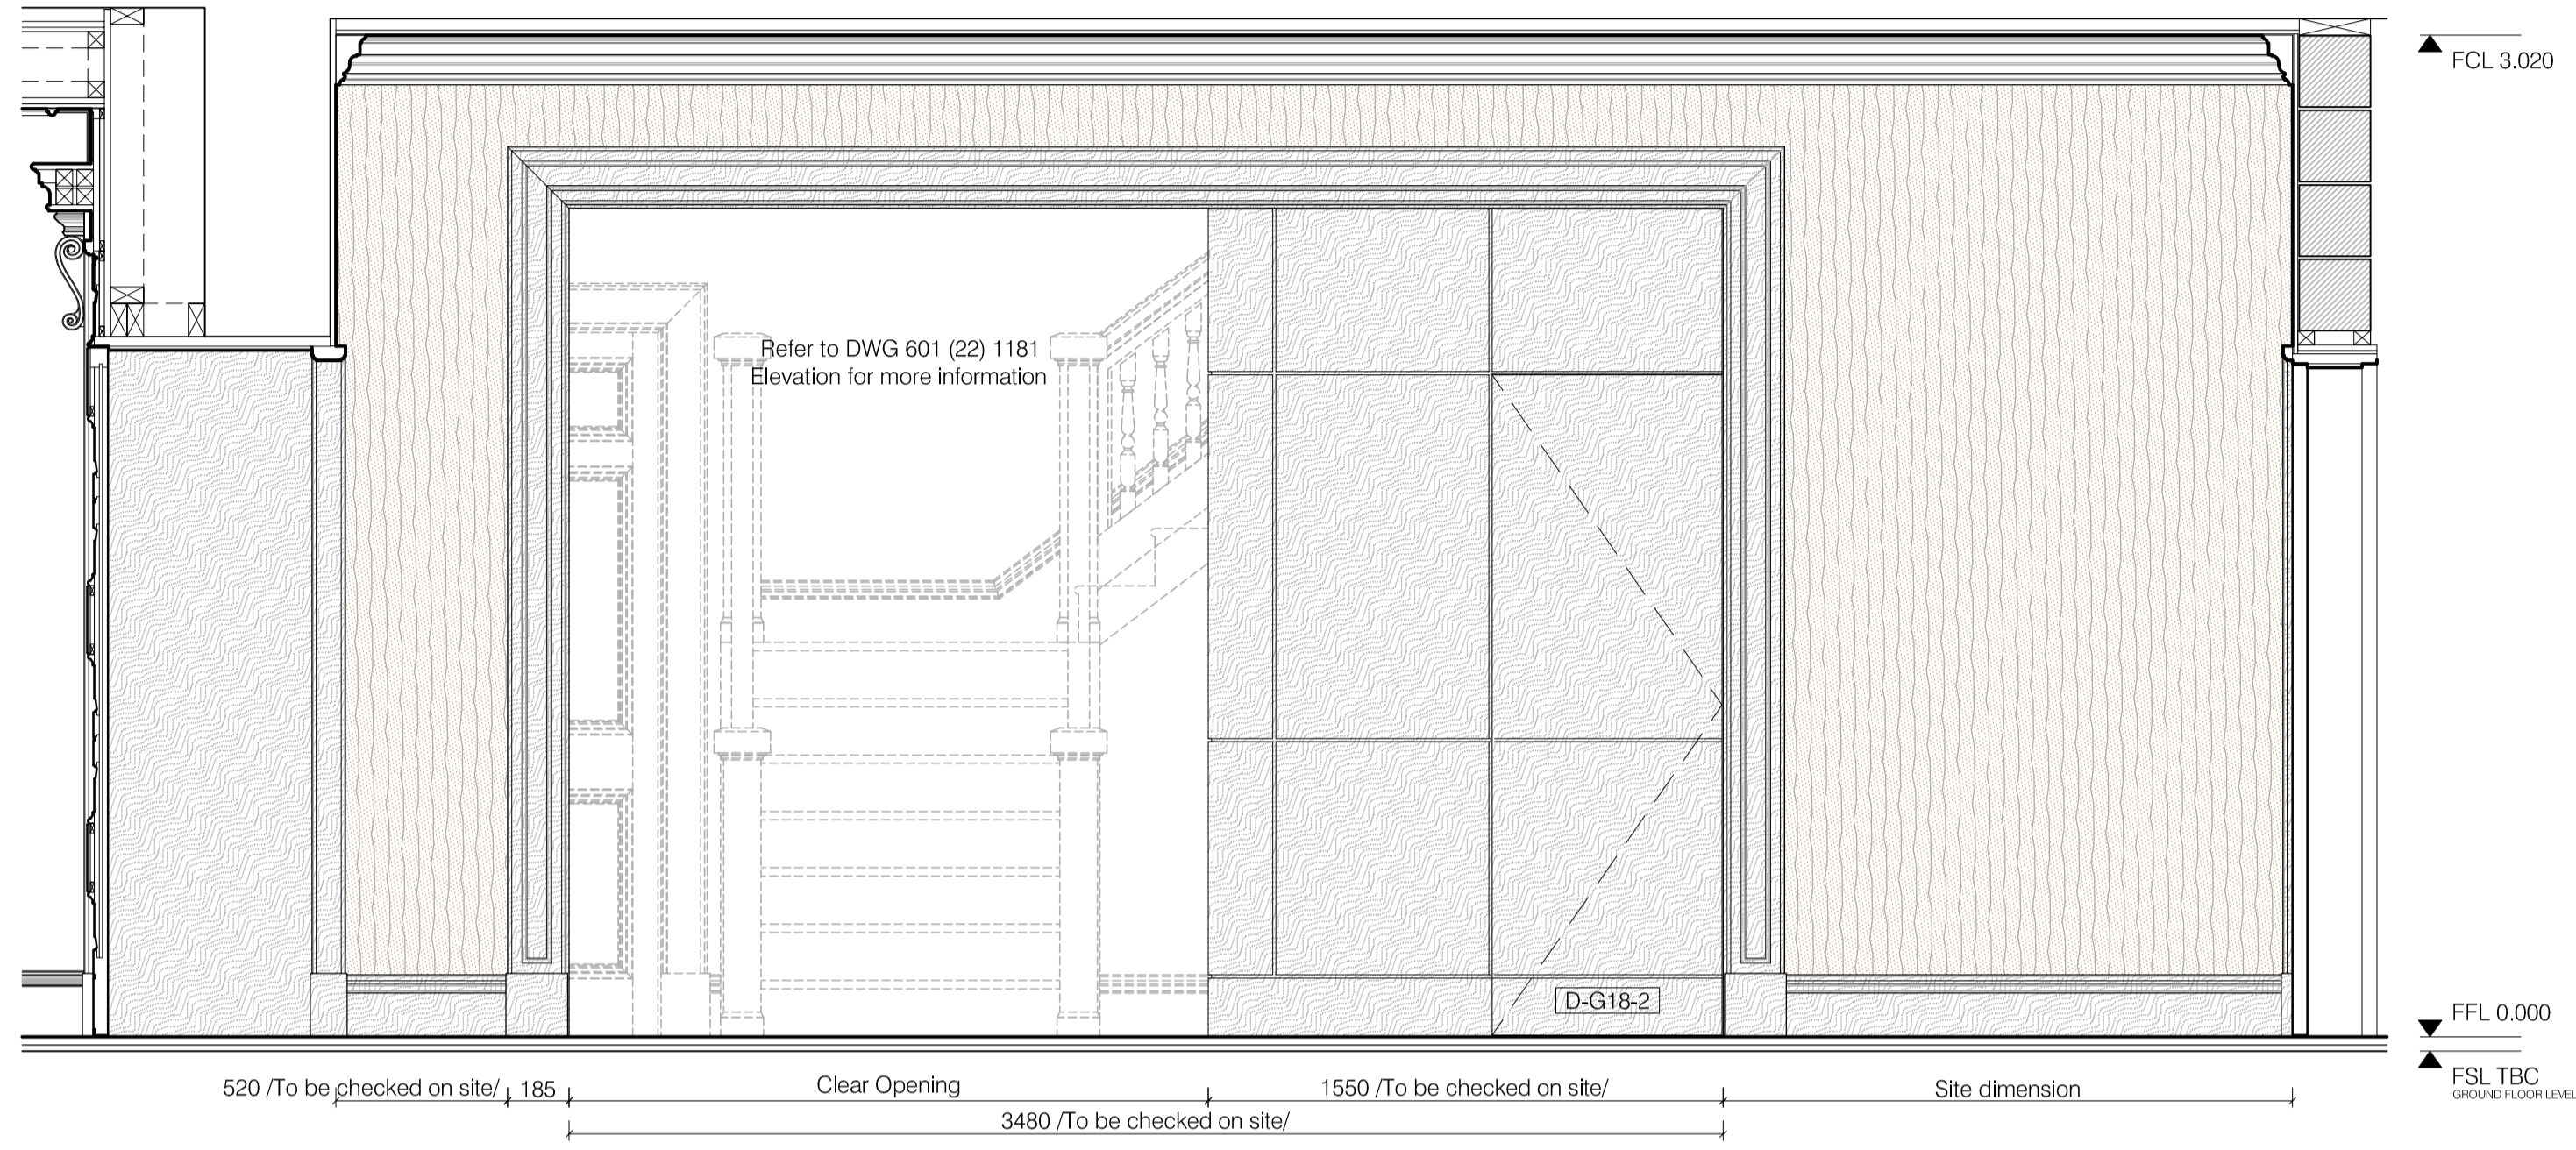 FCL 3.020
Refer to DWG 601 (22) 1181
Elevation for more information
D-G18-2
FFL 0.000
FSL TBC
GROUND FLOOR LEVEL
520 /To be checked on site/
185
Clear Opening
1550 /To be checked on site/
Site dimension
3480 /To be checked on site/